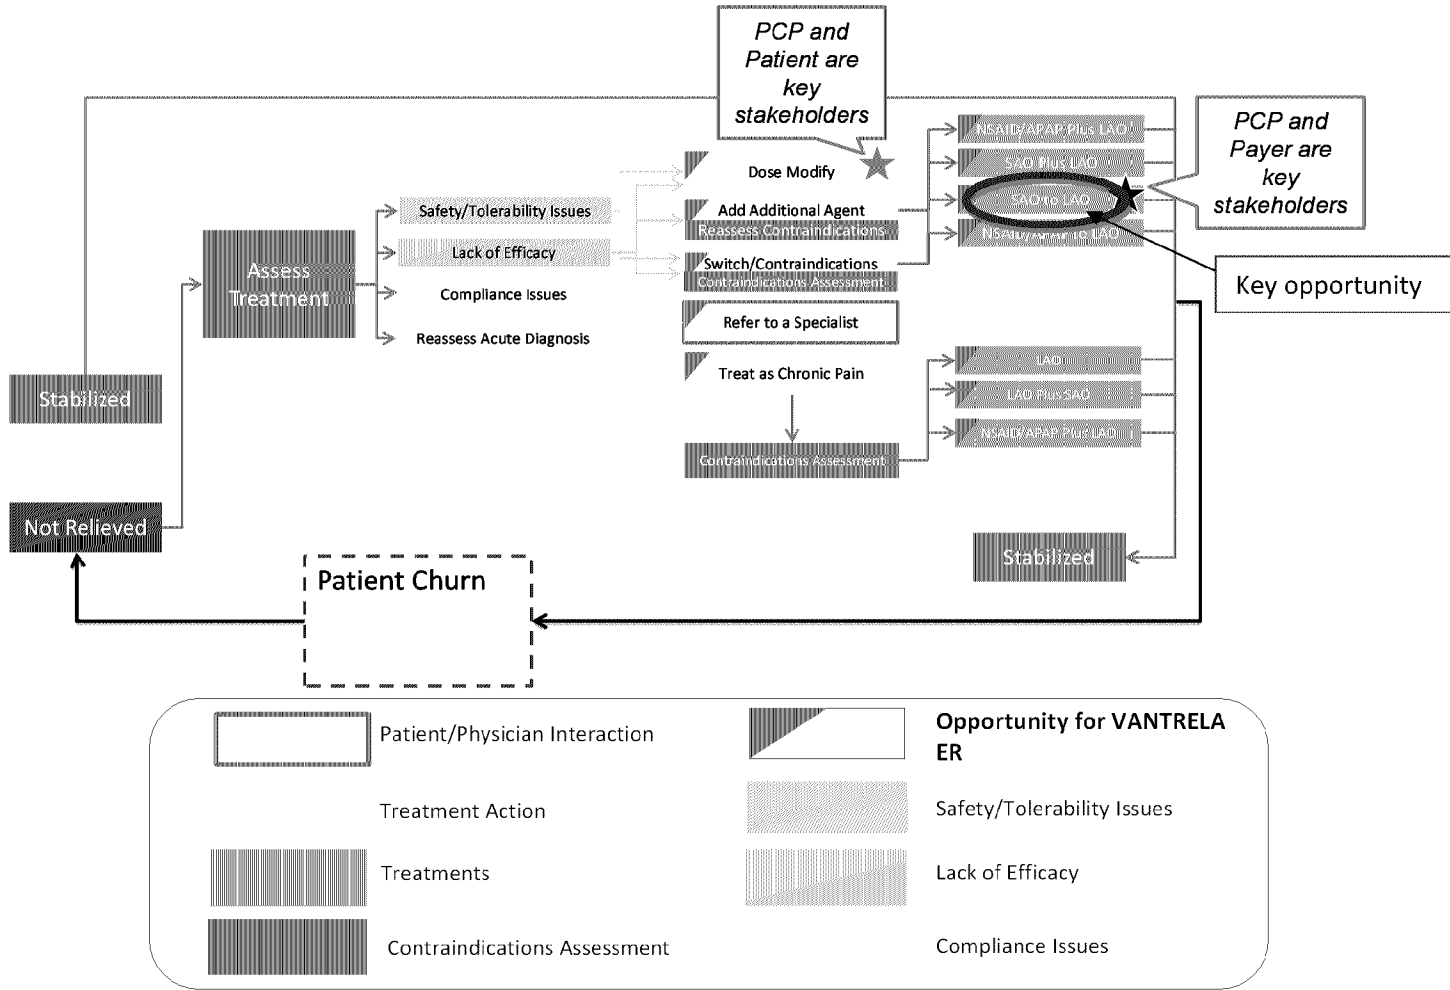 PCP and
Patient are
key
stakeholders
PCP and
Payer are
key
stakeholders
NSAID/APAP Plus LAO
SAO Plus LAO
SAO to LAO
NSAID/APAP to LAO
Key opportunity
Dose Modify
Add Additional Agent
Reassess Contraindications
Switch/Contraindications
Contraindications Assessment
Refer to a Specialist
Treat as Chronic Pain
Contraindications Assessment
Safety/Tolerability Issues
Lack of Efficacy
Compliance Issues
Reassess Acute Diagnosis
Assess
Treatment
Stabilized
Not Relieved
LAO
LAO Plus SAO
NSAID/APAP Plus LAO
Stabilized
Patient Churn
Patient/Physician Interaction
Treatment Action
Treatments
Contraindications Assessment
Opportunity for VANTRELA
ER
Safety/Tolerability Issues
Lack of Efficacy
Compliance Issues